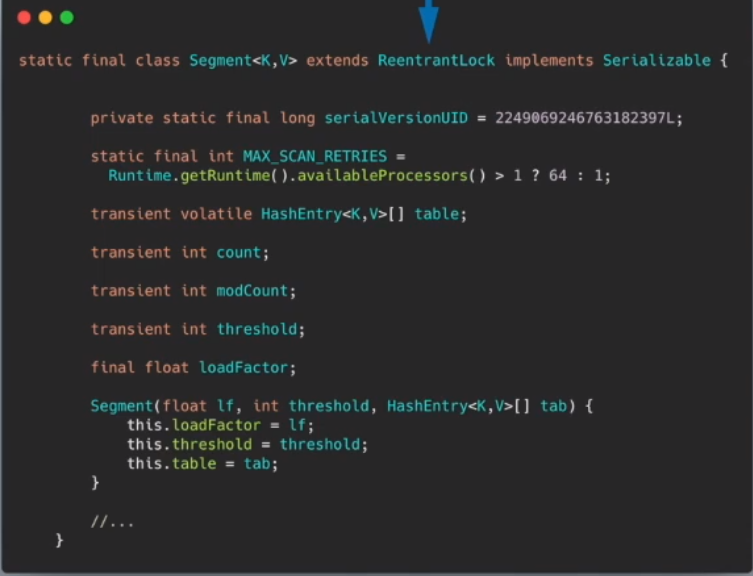 static final class Segment<K,V> extends ReentrantLock implements Serializable {
private static final long serialVersionUID = 2249069246763182397L;
static final int MAX_SCAN_RETRIES =
Runtime.getRuntime().availableProcessors() > 1 ? 64 : 1;
transient volatile HashEntry<K,V>[] table;
transient int count;
transient int modCount;
transient int threshold;
final float loadFactor;
Segment(float lf, int threshold, HashEntry<K,V>[] tab) {
this.loadFactor = lf;
this.threshold = threshold;
this.table = tab;
}
//...
}